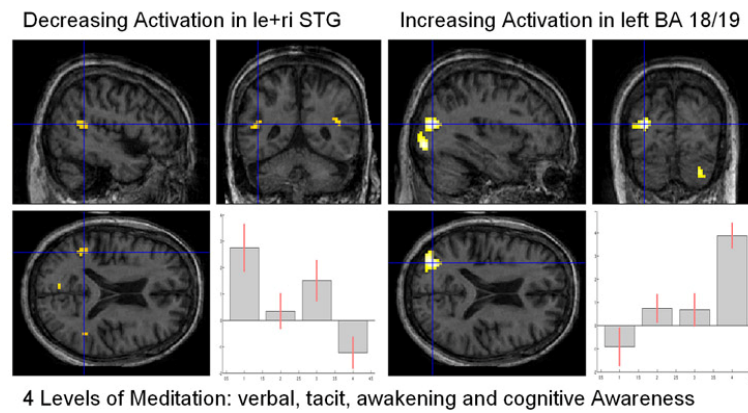 Decreasing Activation in le+ri STG
Increasing Activation in left BA 18/19
4 Levels of Meditation: verbal, tacit, awakening and cognitive Awareness